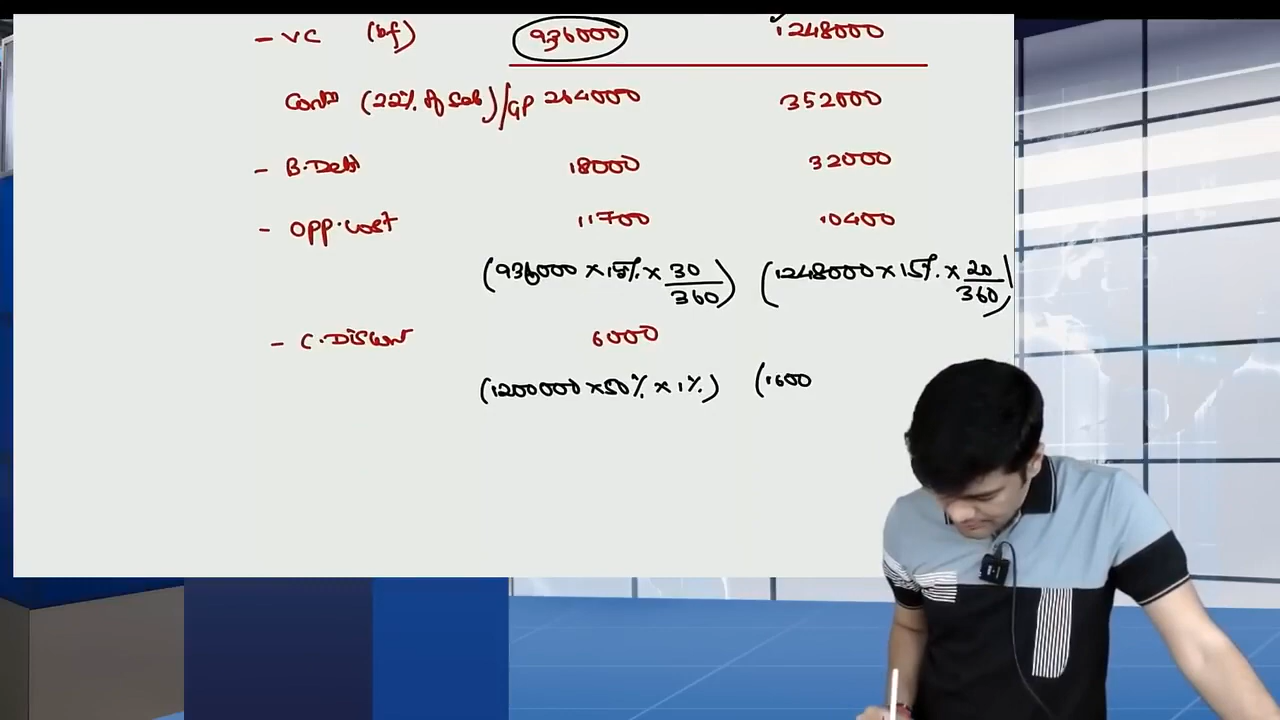 - VC (bf) 936000 1248000
Contn (22% of Sales)/GP 264000 352000
- B.Debt 18000 32000
- Opp.cost 11700 10400
(936000 × 15% × 30/360) (1248000 × 15% × 20/360)
- C.Discount 6000
(1200000 × 50% × 1%) (1600